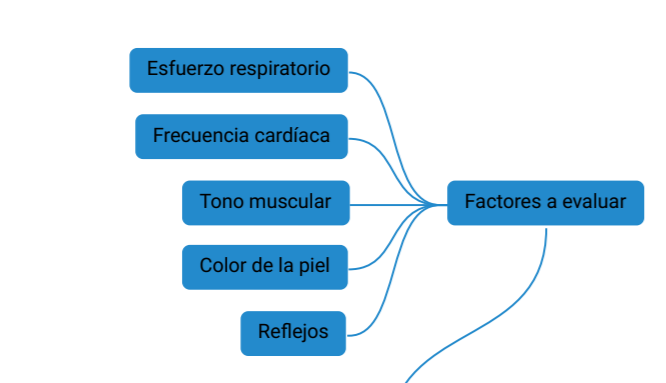 Esfuerzo respiratorio
Frecuencia cardíaca
Tono muscular
Factores a evaluar
Color de la piel
Reflejos